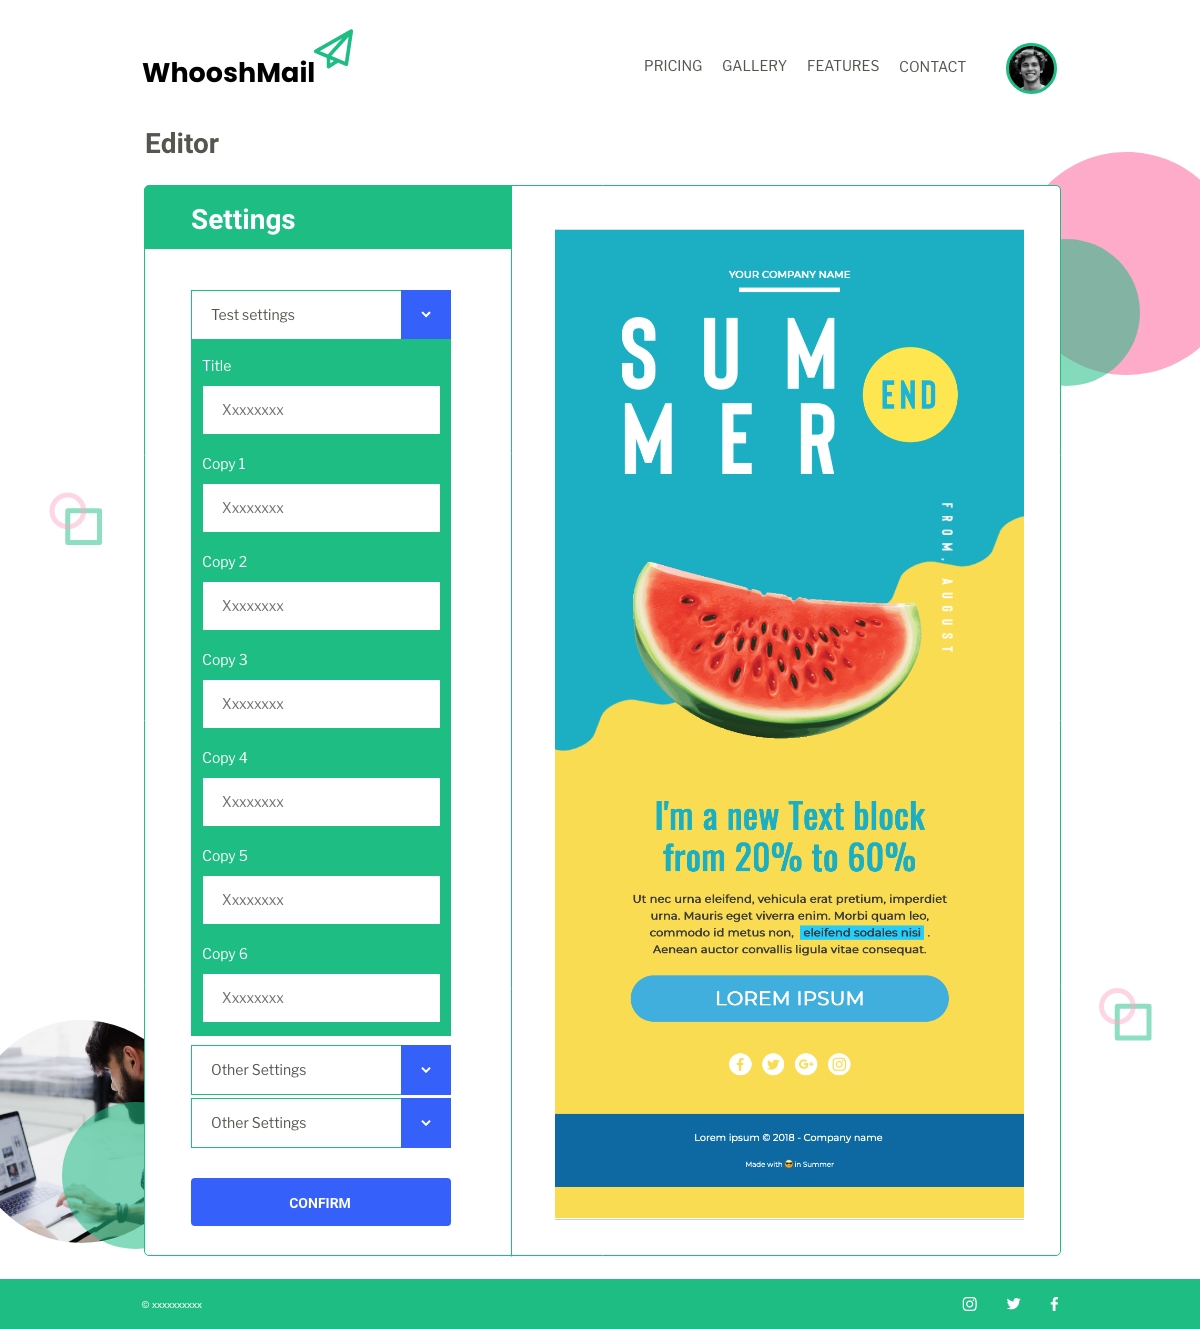 WhooshMail
PRICING
GALLERY
FEATURES
CONTACT
Editor
Settings
Test settings
Title
Xxxxxxxx
Copy 1
Xxxxxxxx
Copy 2
Xxxxxxxx
Copy 3
Xxxxxxxx
Copy 4
Xxxxxxxx
Copy 5
Xxxxxxxx
Copy 6
Xxxxxxxx
Other Settings
Other Settings
CONFIRM
YOUR COMPANY NAME
SUM
MER
END
FROM, AUGUST
I'm a new Text block
from 20% to 60%
Ut nec urna eleifend, vehicula erat pretium, imperdiet
urna. Mauris eget viverra enim. Morbi quam leo,
commodo id metus non, eleifend sodales nisi .
Aenean auctor convallis ligula vitae consequat.
LOREM IPSUM
Lorem ipsum © 2018 - Company name
Made with 😎 in Summer
© xxxxxxxxxx